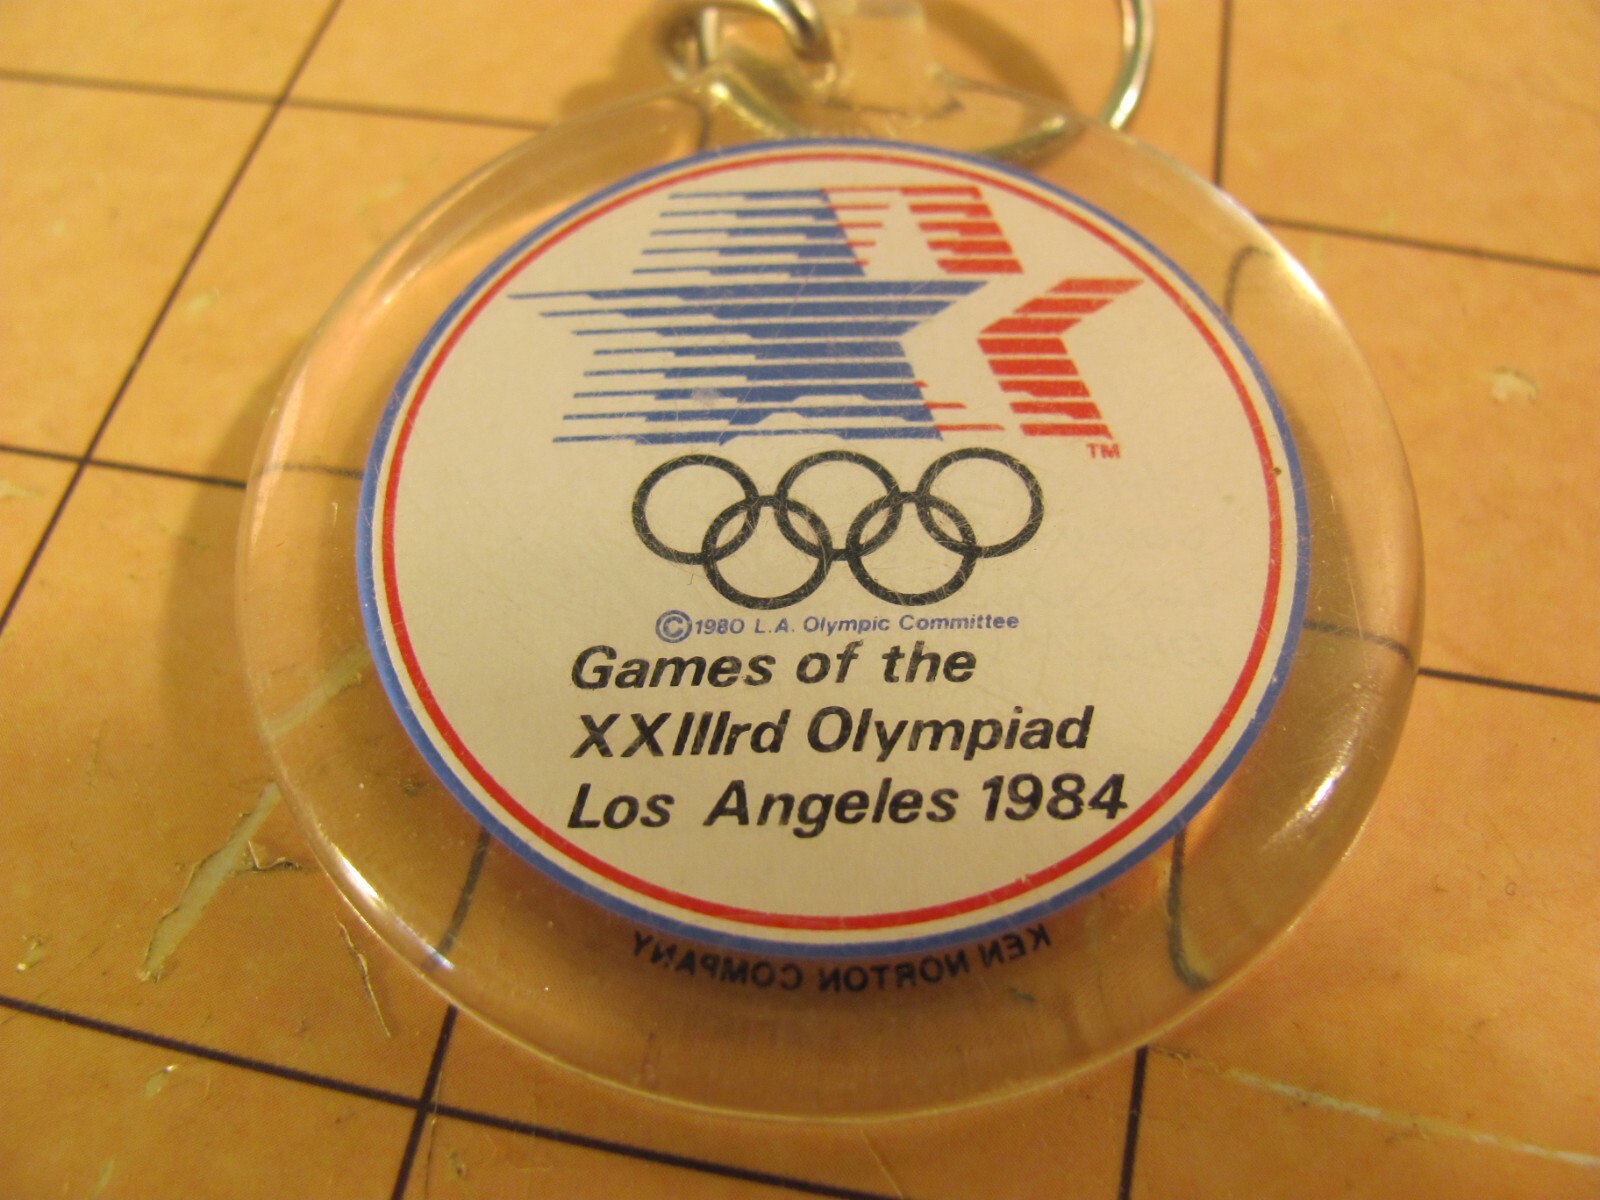 TM
©1980 L.A. Olympic Committee
Games of the
XXIIIrd Olympiad
Los Angeles 1984
KEN NORTON COMPANY